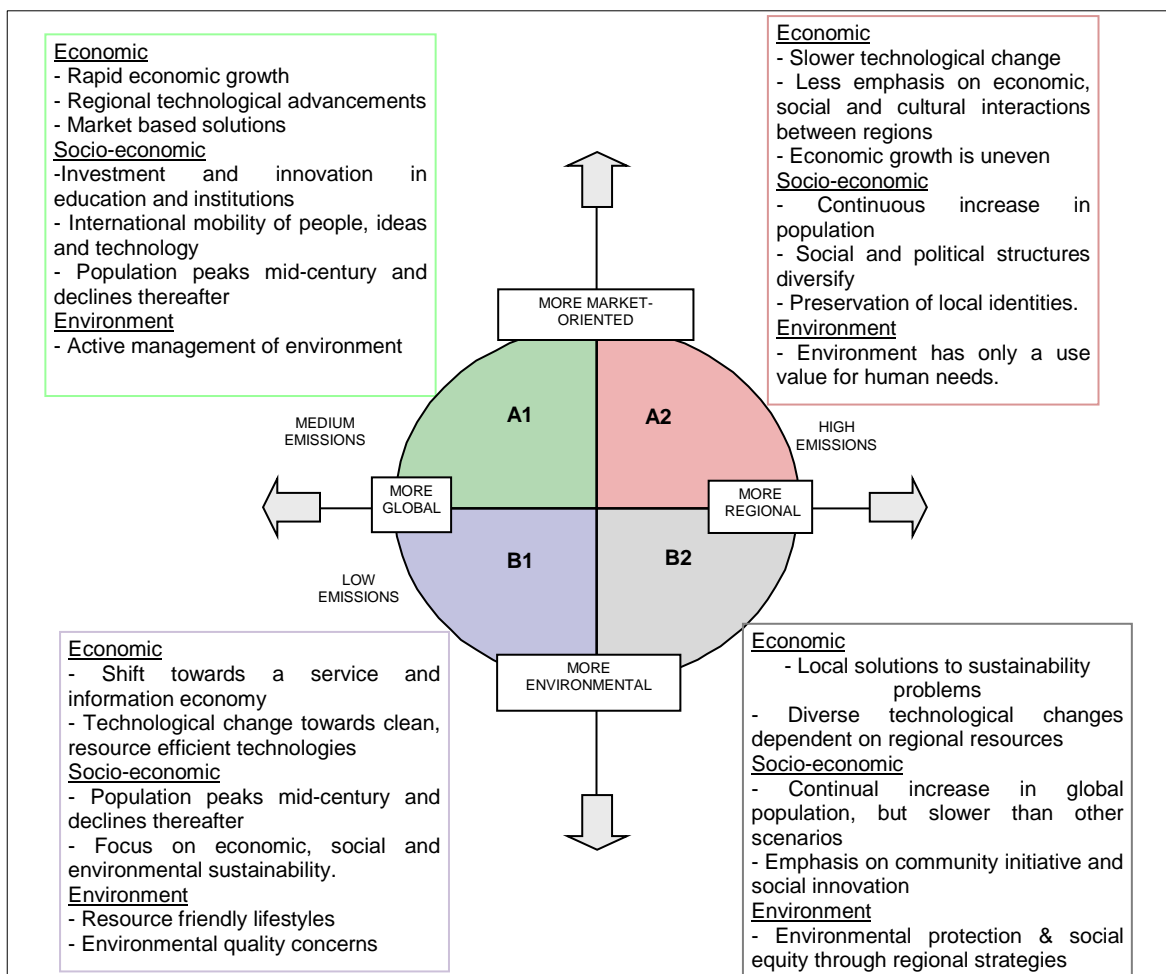 Economic
- Rapid economic growth
- Regional technological advancements
- Market based solutions
Socio-economic
-Investment and innovation in
education and institutions
- International mobility of people, ideas
and technology
- Population peaks mid-century and
declines thereafter
Environment
- Active management of environment
Economic
- Slower technological change
- Less emphasis on economic,
social and cultural interactions
between regions
- Economic growth is uneven
Socio-economic
- Continuous increase in
population
- Social and political structures
diversify
- Preservation of local identities.
Environment
- Environment has only a use
value for human needs.
MORE MARKET-
ORIENTED
A1
A2
MEDIUM
EMISSIONS
HIGH
EMISSIONS
MORE
GLOBAL
MORE
REGIONAL
B1
B2
LOW
EMISSIONS
MORE
ENVIRONMENTAL
Economic
- Shift towards a service and
information economy
- Technological change towards clean,
resource efficient technologies
Socio-economic
- Population peaks mid-century and
declines thereafter
- Focus on economic, social and
environmental sustainability.
Environment
- Resource friendly lifestyles
- Environmental quality concerns
Economic
- Local solutions to sustainability
problems
- Diverse technological changes
dependent on regional resources
Socio-economic
- Continual increase in global
population, but slower than other
scenarios
- Emphasis on community initiative and
social innovation
Environment
- Environmental protection & social
equity through regional strategies